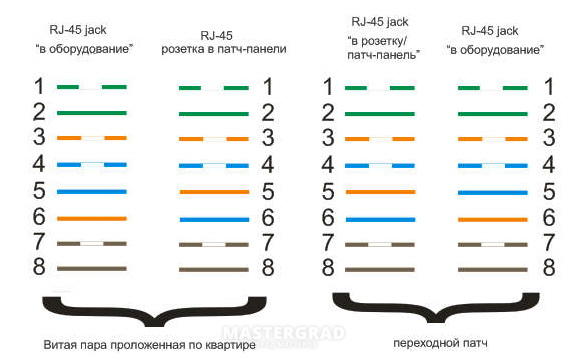 RJ-45 jack
"в оборудование"
RJ-45
розетка в патч-панели
RJ-45 jack
"в розетку/
патч-панель"
RJ-45 jack
"в оборудование"
1 1 1 1
2 2 2 2
3 3 3 3
4 4 4 4
5 5 5 5
6 6 6 6
7 7 7 7
8 8 8 8
Витая пара проложенная по квартире
переходной патч
MASTERGRAD